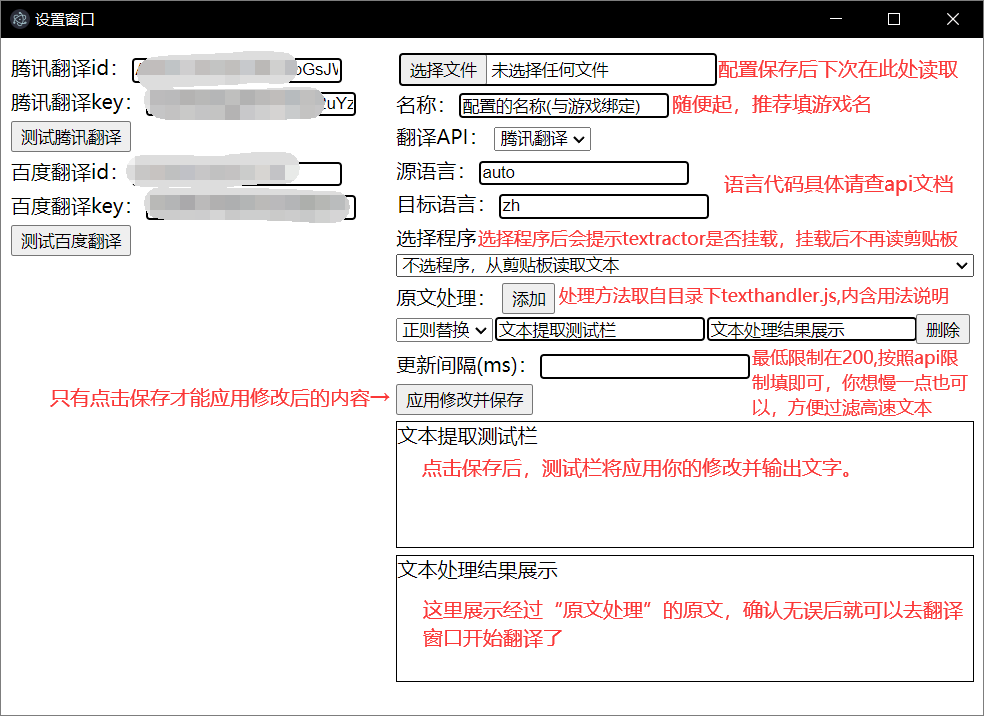 设置窗口
腾讯翻译id：
腾讯翻译key：
测试腾讯翻译
百度翻译id：
百度翻译key：
测试百度翻译
选择文件 未选择任何文件 配置保存后下次在此处读取
名称： 配置的名称(与游戏绑定) 随便起，推荐填游戏名
翻译API： 腾讯翻译
源语言： auto
语言代码具体请查api文档
目标语言： zh
选择程序 选择程序后会提示textractor是否挂载，挂载后不再读剪贴板
不选程序，从剪贴板读取文本
原文处理： 添加 处理方法取自目录下texthandler.js,内含用法说明
正则替换 文本提取测试栏 文本处理结果展示 删除
更新间隔(ms)：
最低限制在200,按照api限
制填即可，你想慢一点也可
以，方便过滤高速文本
只有点击保存才能应用修改后的内容→ 应用修改并保存
文本提取测试栏
点击保存后，测试栏将应用你的修改并输出文字。
文本处理结果展示
这里展示经过“原文处理”的原文，确认无误后就可以去翻译
窗口开始翻译了